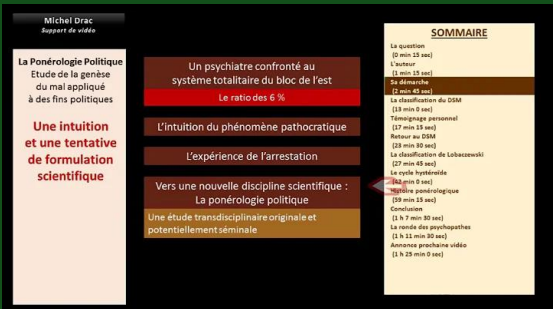 Michel Drac
Support de vidéo
La Ponérologie Politique
Etude de la genèse
du mal appliqué
à des fins politiques
Une intuition
et une tentative
de formulation
scientifique
Un psychiatre confronté au
système totalitaire du bloc de l'est
Le ratio des 6 %
L'intuition du phénomène pathocratique
L'expérience de l'arrestation
Vers une nouvelle discipline scientifique :
La ponérologie politique
Une étude transdisciplinaire originale et
potentiellement séminale
SOMMAIRE
La question
(0 min 15 sec)
L'auteur
(1 min 15 sec)
Sa démarche
(2 min 45 sec)
La classification du DSM
(13 min 0 sec)
Témoignage personnel
(17 min 15 sec)
Retour au DSM
(23 min 30 sec)
La classification de Lobaczewski
(27 min 45 sec)
Le cycle hystéroïde
(42 min 0 sec)
Histoire ponérologique
(59 min 15 sec)
Conclusion
(1 h 7 min 30 sec)
La ronde des psychopathes
(1 h 11 min 30 sec)
Annonce prochaine vidéo
(1 h 25 min 0 sec)